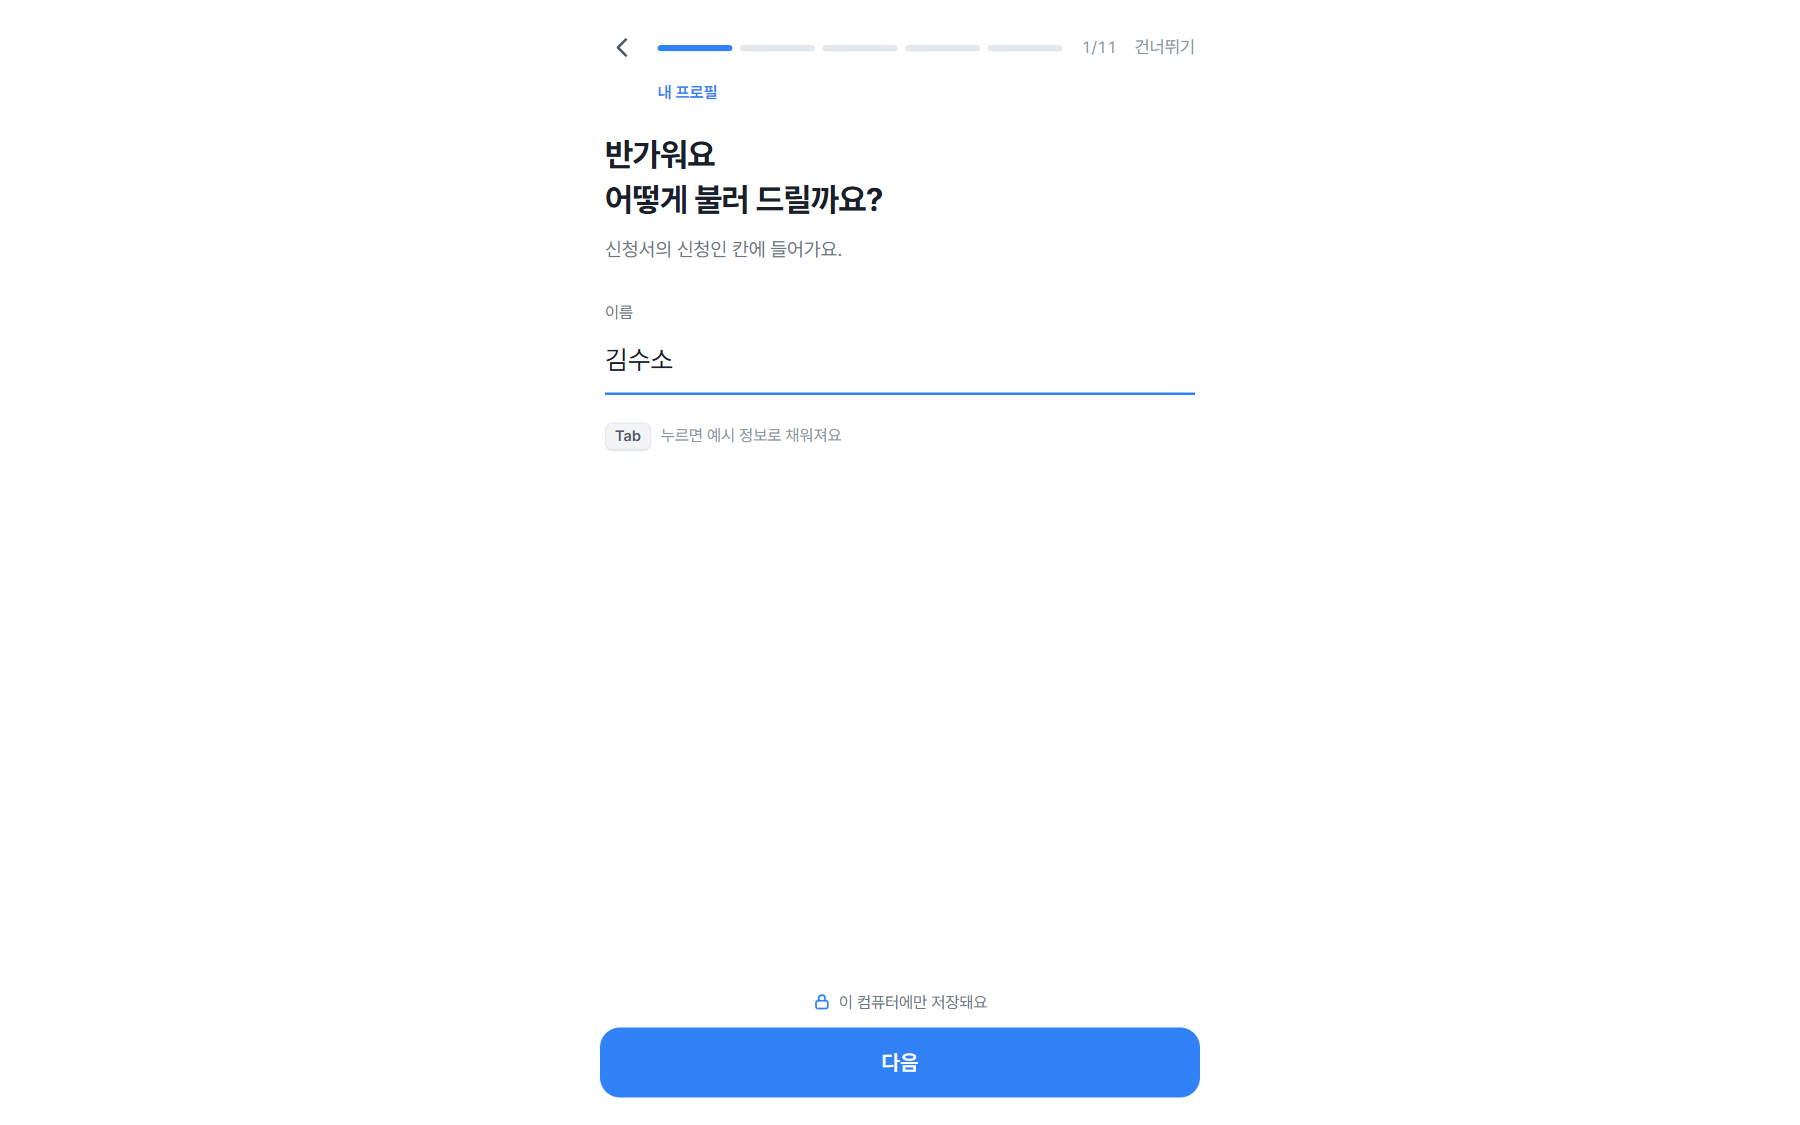 1/11 건너뛰기
내 프로필
반가워요
어떻게 불러 드릴까요?
신청서의 신청인 칸에 들어가요.
이름
김수소
Tab 누르면 예시 정보로 채워져요
이 컴퓨터에만 저장돼요
다음